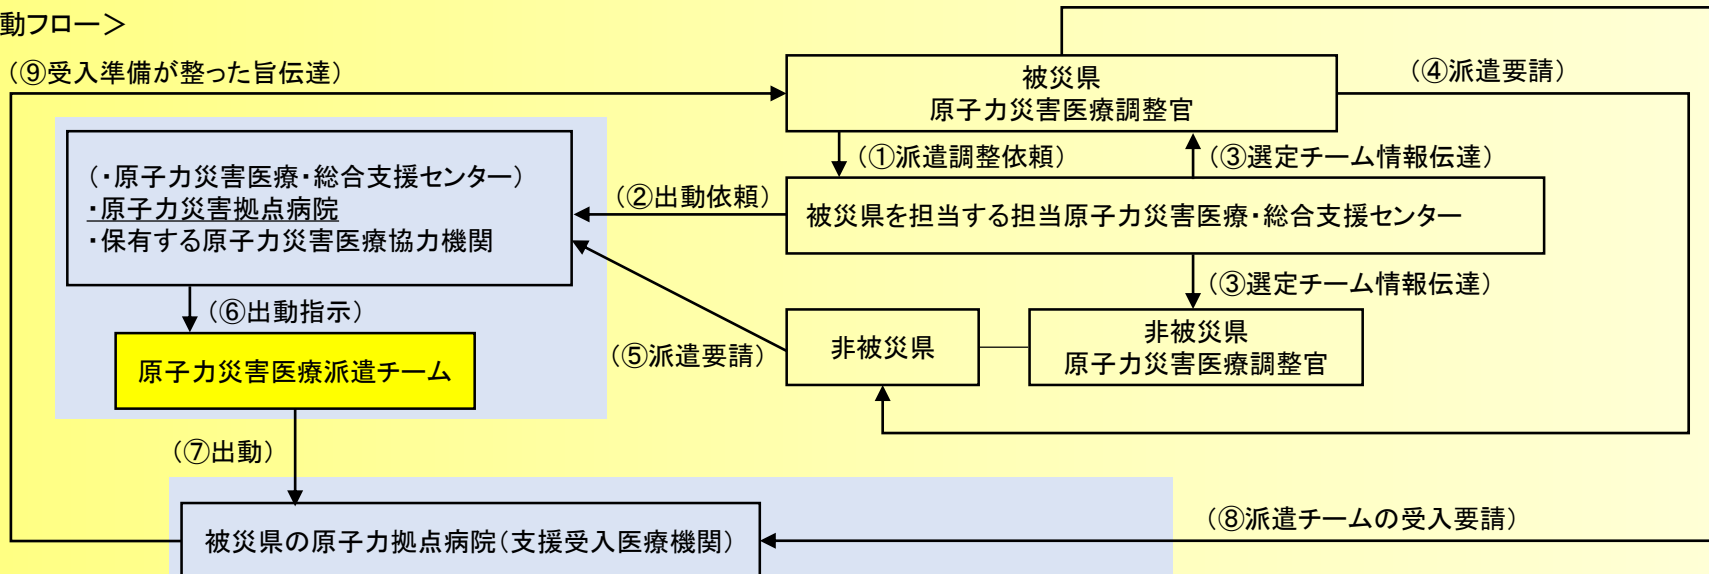 動フロー＞
（⑨受入準備が整った旨伝達）
被災県
原子力災害医療調整官
（④派遣要請）
（①派遣調整依頼）
（③選定チーム情報伝達）
（・原子力災害医療・総合支援センター）
・原子力災害拠点病院
・保有する原子力災害医療協力機関
（②出動依頼）
被災県を担当する担当原子力災害医療・総合支援センター
（③選定チーム情報伝達）
（⑥出動指示）
原子力災害医療派遣チーム
（⑤派遣要請）
非被災県
非被災県
原子力災害医療調整官
（⑦出動）
（⑧派遣チームの受入要請）
被災県の原子力拠点病院（支援受入医療機関）